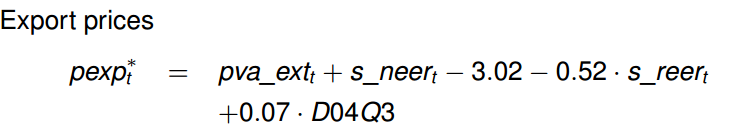 Export prices
pexp*ₜ = pva_extₜ + s_neerₜ − 3.02 − 0.52 · s_reerₜ
+0.07 · D04Q3